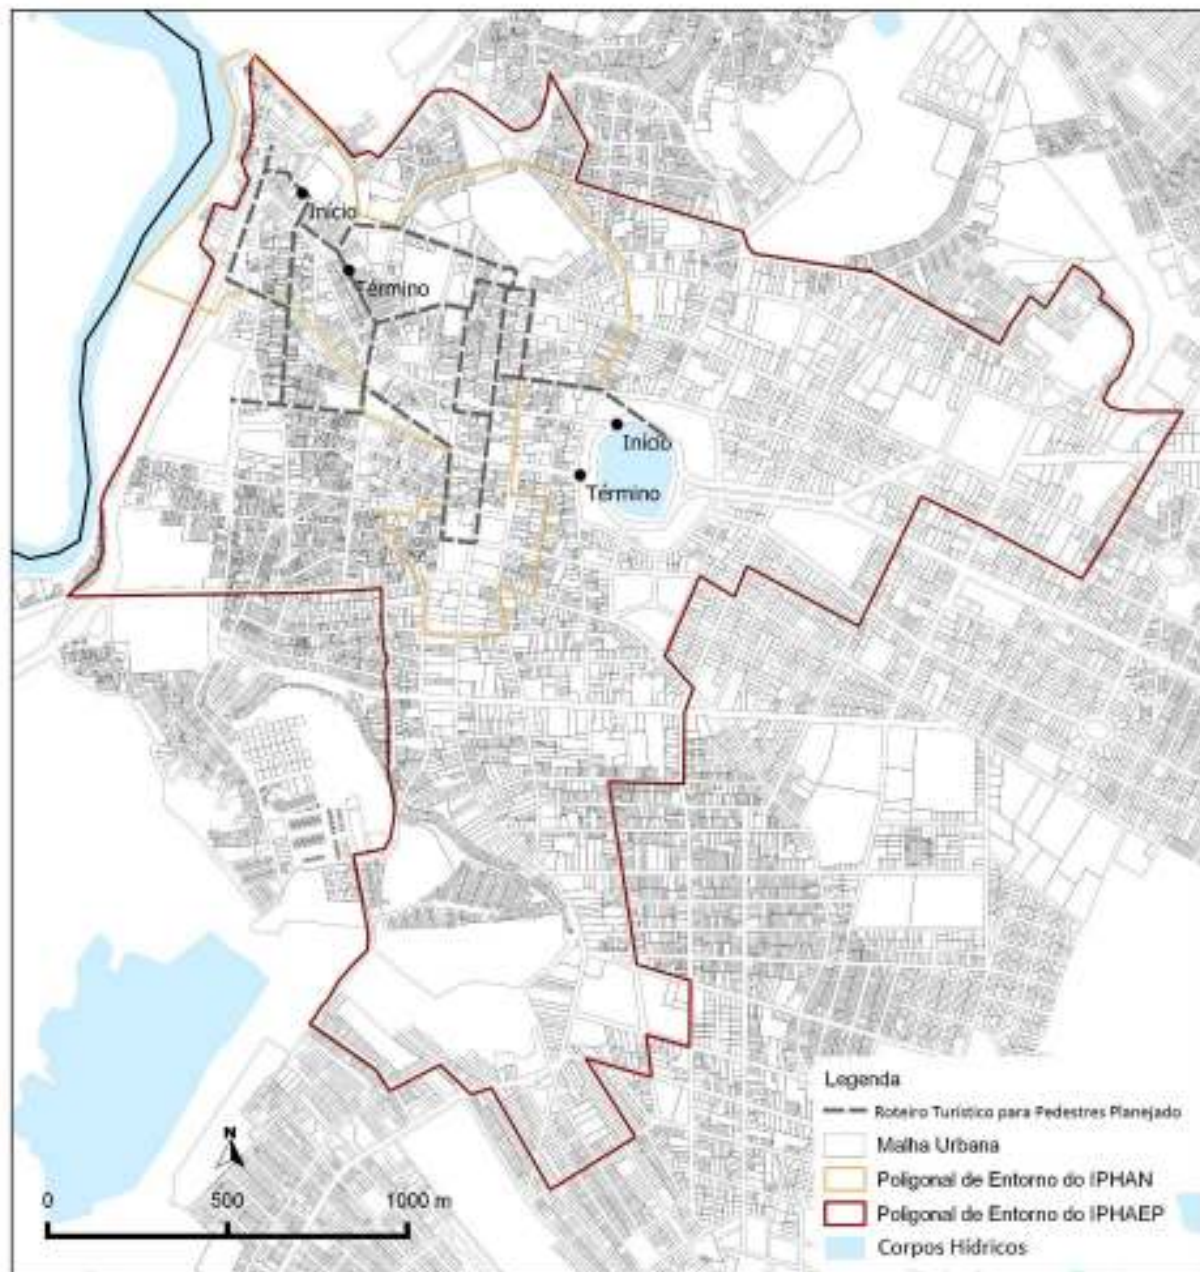 Início
Término
Início
Término
N
0 500 1000 m
Legenda
Roteiro Turístico para Pedestres Planejado
Malha Urbana
Poligonal de Entorno do IPHAN
Poligonal de Entorno do IPHAEP
Corpos Hídricos